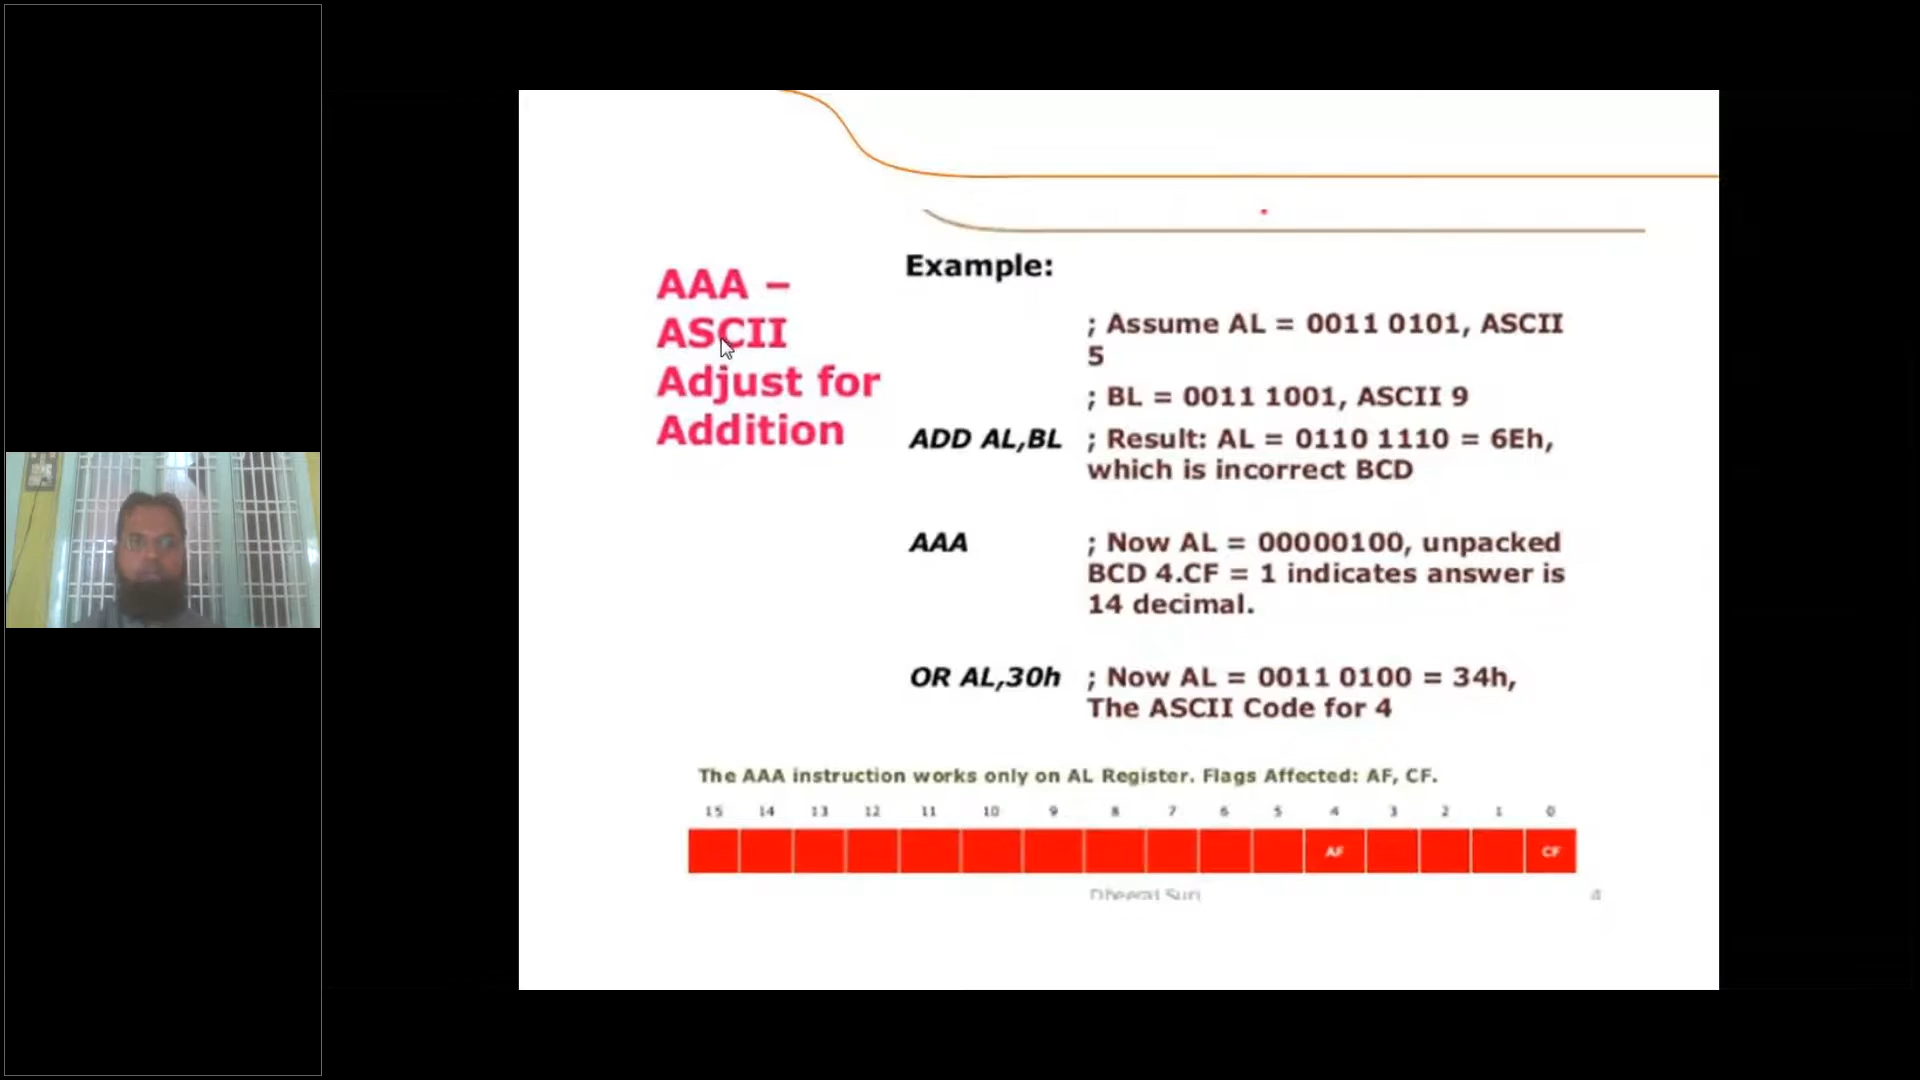 AAA –
ASCII
Adjust for
Addition
Example:
; Assume AL = 0011 0101, ASCII
5
; BL = 0011 1001, ASCII 9
ADD AL,BL ; Result: AL = 0110 1110 = 6Eh,
which is incorrect BCD
AAA ; Now AL = 00000100, unpacked
BCD 4.CF = 1 indicates answer is
14 decimal.
OR AL,30h ; Now AL = 0011 0100 = 34h,
The ASCII Code for 4
The AAA instruction works only on AL Register. Flags Affected: AF, CF.
15 14 13 12 11 10 9 8 7 6 5 4 3 2 1 0
AF CF
Dheeraj Suri 4